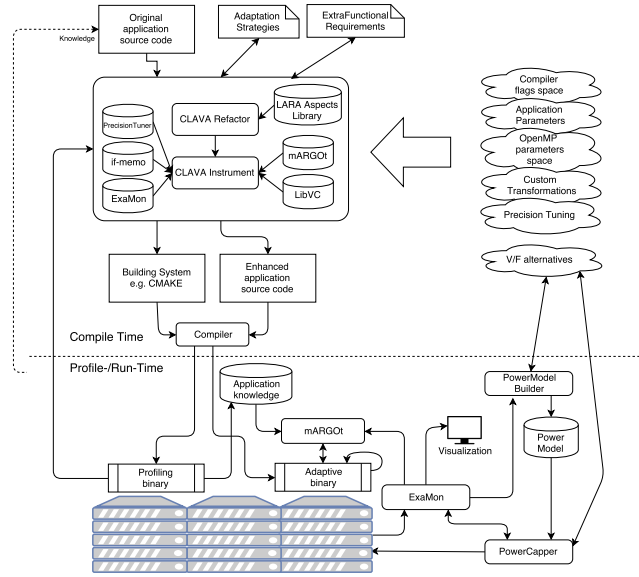 Original
application
source code
Adaptation
Strategies
ExtraFunctional
Requirements
Knowledge
PrecisionTuner
if-memo
ExaMon
CLAVA Refactor
CLAVA Instrument
LARA Aspects
Library
mARGOt
LibVC
Compiler
flags space
Application
Parameters
OpenMP
parameters
space
Custom
Transformations
Precision Tuning
V/F alternatives
Building System
e.g. CMAKE
Enhanced
application
source code
Compiler
Compile Time
Profile-/Run-Time
Application
knowledge
mARGOt
Profiling
binary
Adaptive
binary
Visualization
ExaMon
PowerModel
Builder
Power
Model
PowerCapper